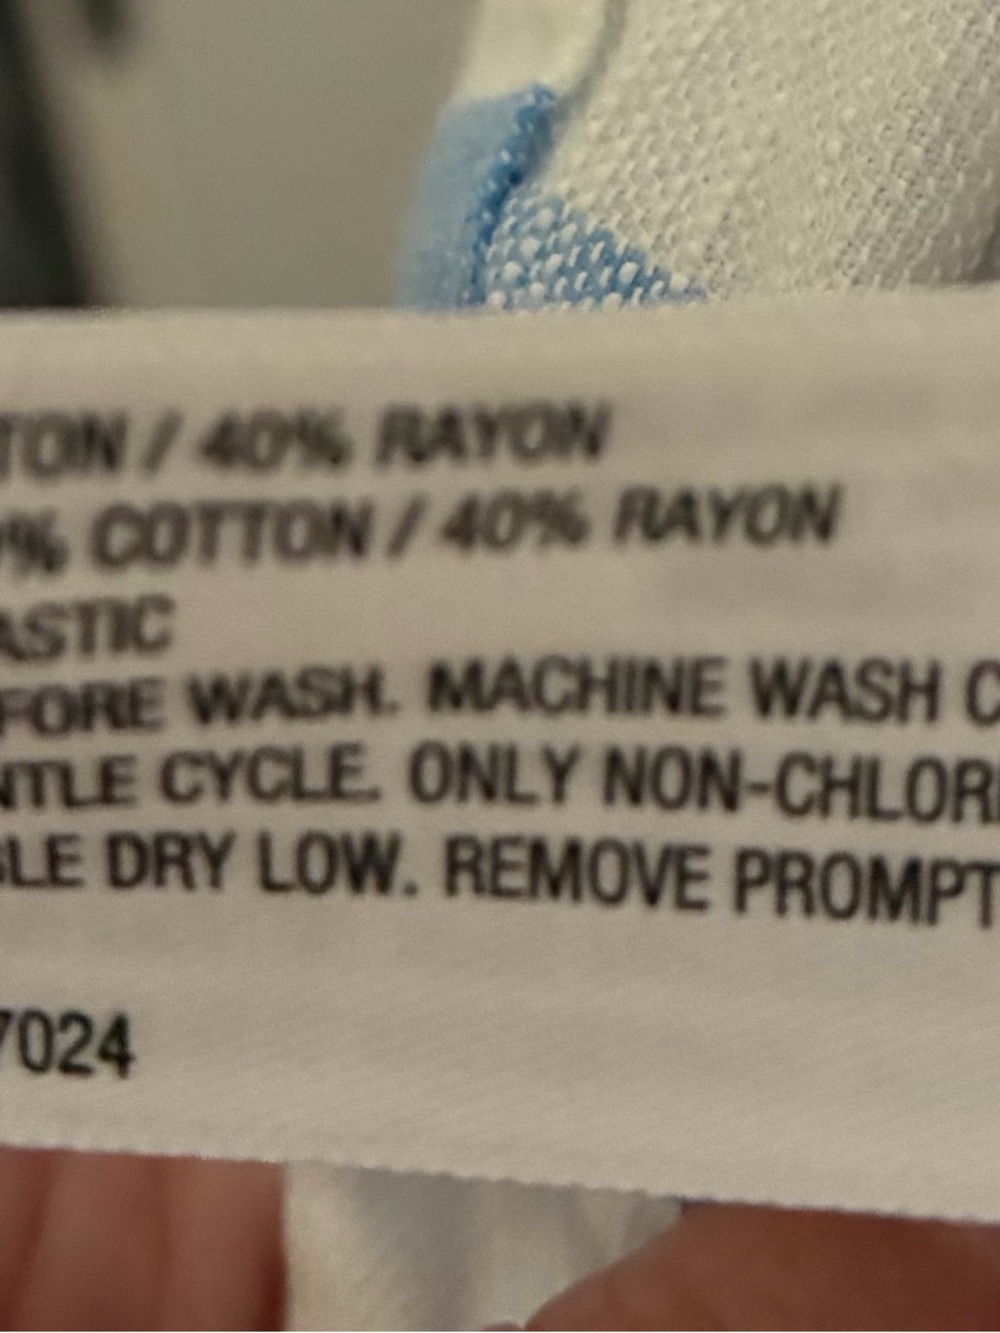 TON / 40% RAYON
% COTTON / 40% RAYON
ASTIC
FORE WASH. MACHINE WASH C
NTLE CYCLE. ONLY NON-CHLOR
BLE DRY LOW. REMOVE PROMPT
7024